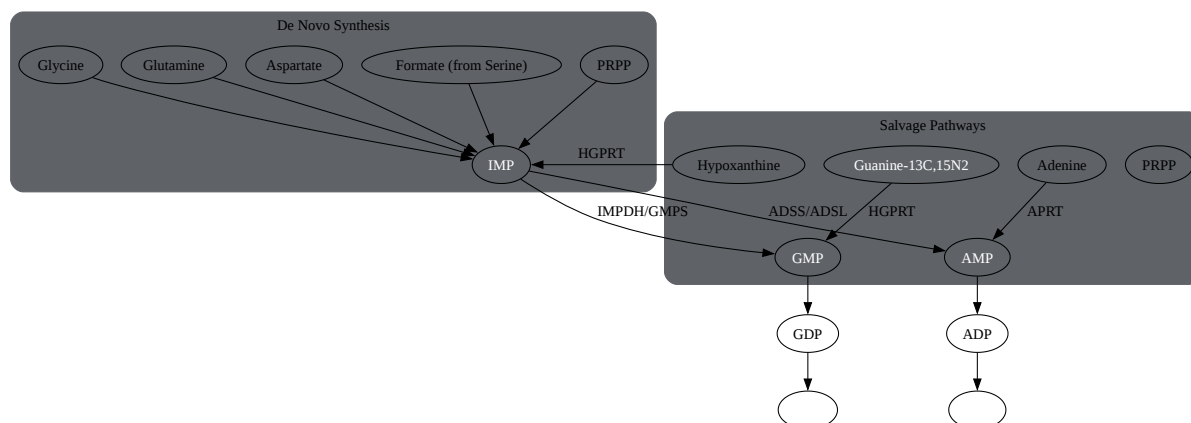 De Novo Synthesis
Glycine
Glutamine
Aspartate
Formate (from Serine)
PRPP
Salvage Pathways
HGPRT
IMP
Hypoxanthine
Guanine-13C,15N2
Adenine
PRPP
IMPDH/GMPS
ADSS/ADSL
HGPRT
APRT
GMP
AMP
GDP
ADP